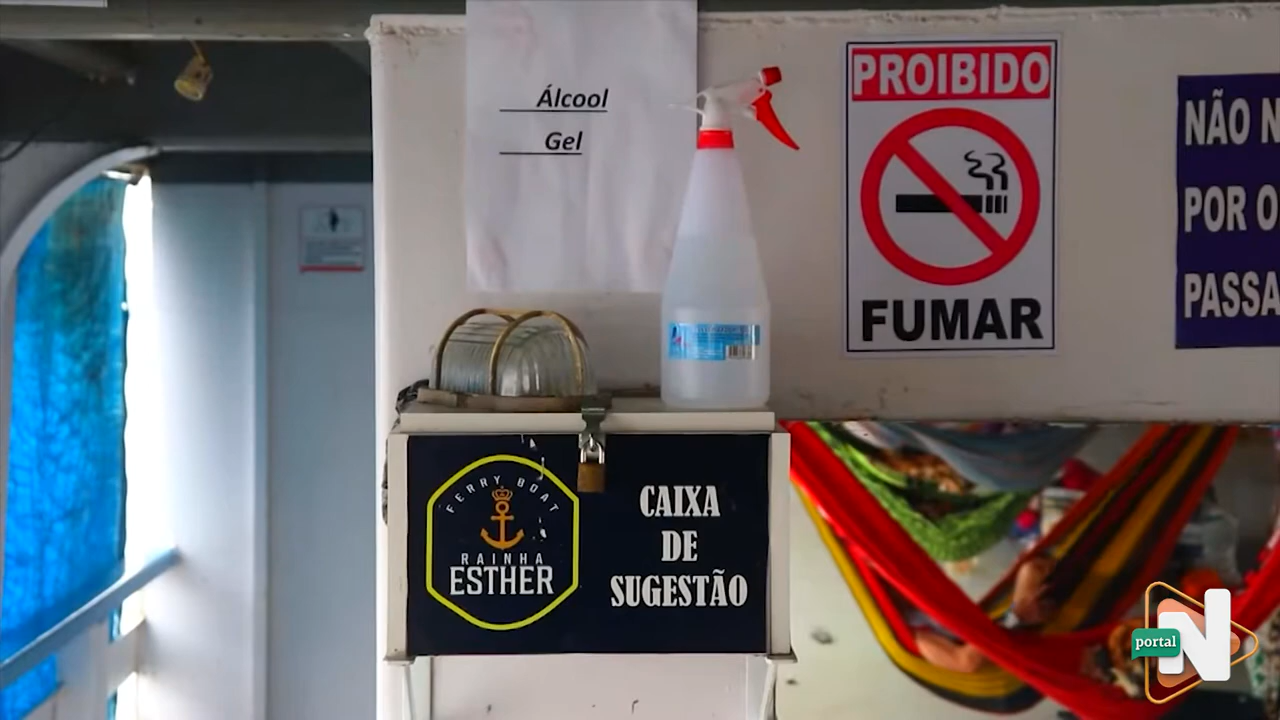 Álcool
Gel
PROIBIDO
FUMAR
NÃO N
POR O
PASSA
FERRY BOAT
RAINHA
ESTHER
CAIXA
DE
SUGESTÃO
portal
N